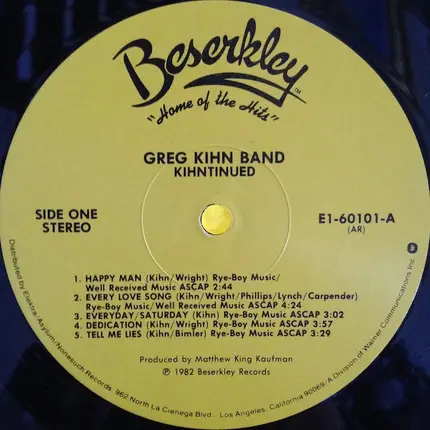 Beserkley TM
"Home of the Hits"
GREG KIHN BAND
KIHNTINUED
SIDE ONE
STEREO
E1-60101-A
(AR)
1. HAPPY MAN (Kihn/Wright) Rye-Boy Music/
Well Received Music ASCAP 2:44
2. EVERY LOVE SONG (Kihn/Wright/Phillips/Lynch/Carpender)
Rye-Boy Music/Well Received Music ASCAP 4:24
3. EVERYDAY/SATURDAY (Kihn) Rye-Boy Music ASCAP 3:02
4. DEDICATION (Kihn/Wright) Rye-Boy Music ASCAP 3:57
5. TELL ME LIES (Kihn/Bimler) Rye-Boy Music ASCAP 3:29
Produced by Matthew King Kaufman
℗ 1982 Beserkley Records
Distributed by Elektra/Asylum/Nonesuch Records. 962 North La Cienega Blvd., Los Angeles, California 90069/A Division of Warner Communications Inc.